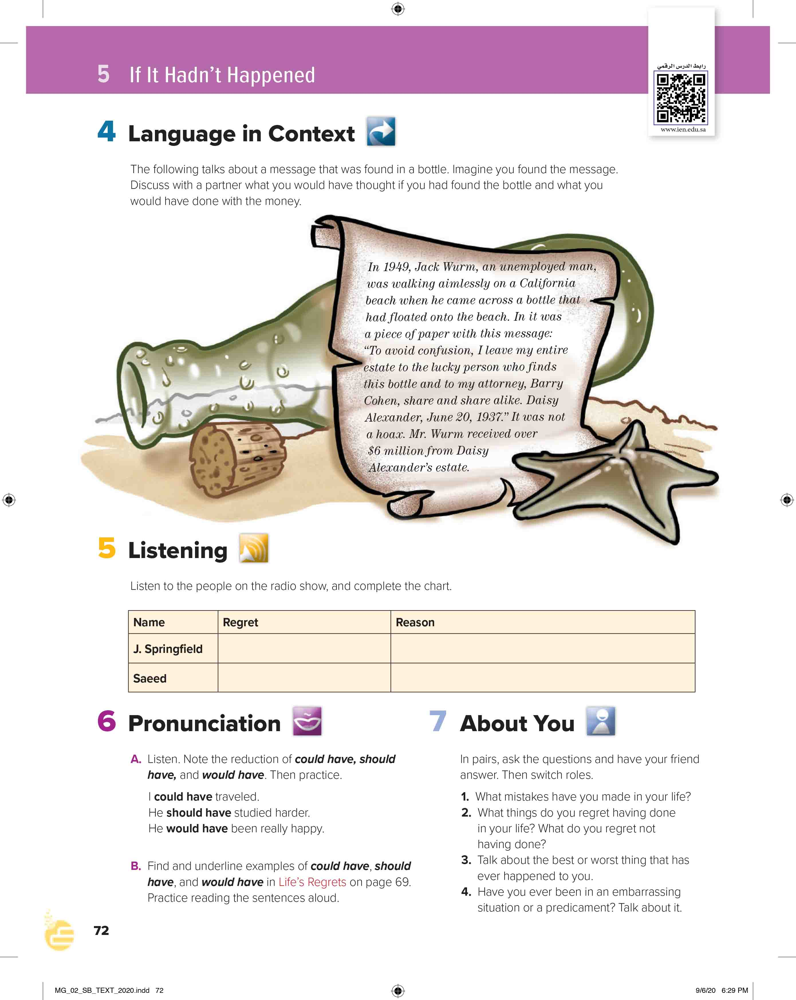 رابط الدرس الرقمي
www.ien.edu.sa
5 If It Hadn't Happened
4 Language in Context
The following talks about a message that was found in a bottle. Imagine you found the message.
Discuss with a partner what you would have thought if you had found the bottle and what you
would have done with the money.
In 1949, Jack Wurm, an unemployed man,
was walking aimlessly on a California
beach when he came across a bottle that
had floated onto the beach. In it was
a piece of paper with this message:
“To avoid confusion, I leave my entire
estate to the lucky person who finds
this bottle and to my attorney, Barry
Cohen, share and share alike. Daisy
Alexander, June 20, 1937.” It was not
a hoax. Mr. Wurm received over
$6 million from Daisy
Alexander’s estate.
5 Listening
Listen to the people on the radio show, and complete the chart.
Name Regret Reason
J. Springfield
Saeed
6 Pronunciation
A. Listen. Note the reduction of could have, should
have, and would have. Then practice.
I could have traveled.
He should have studied harder.
He would have been really happy.
B. Find and underline examples of could have, should
have, and would have in Life’s Regrets on page 69.
Practice reading the sentences aloud.
7 About You
In pairs, ask the questions and have your friend
answer. Then switch roles.
1. What mistakes have you made in your life?
2. What things do you regret having done
in your life? What do you regret not
having done?
3. Talk about the best or worst thing that has
ever happened to you.
4. Have you ever been in an embarrassing
situation or a predicament? Talk about it.
72
MG_02_SB_TEXT_2020.indd 72
9/6/20 6:29 PM